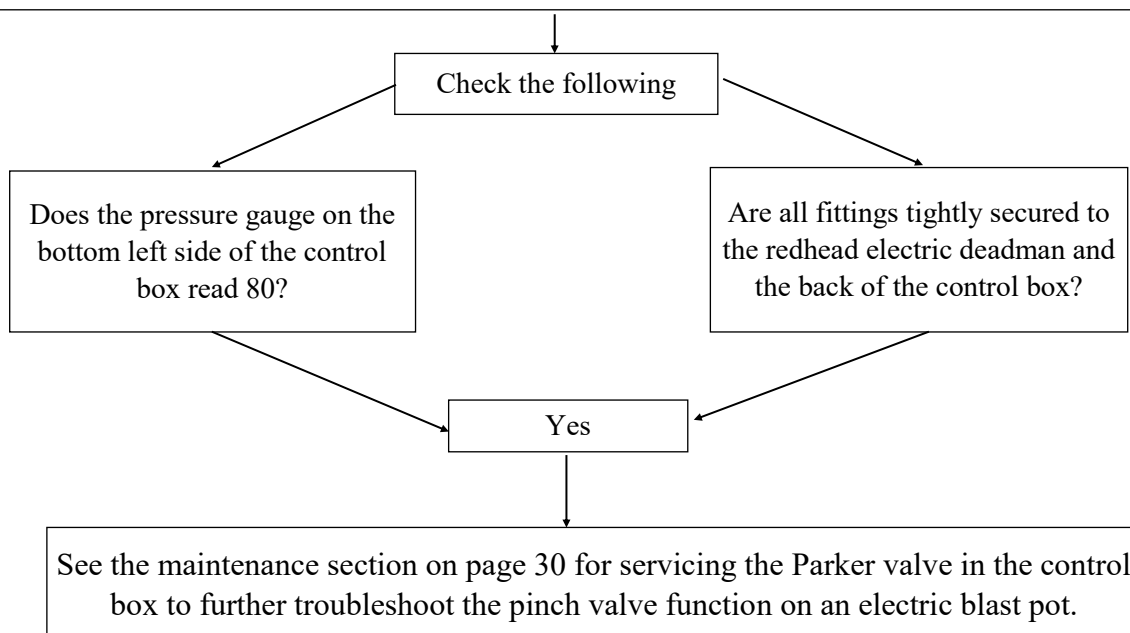 Check the following
Does the pressure gauge on the
bottom left side of the control
box read 80?
Are all fittings tightly secured to
the redhead electric deadman and
the back of the control box?
Yes
See the maintenance section on page 30 for servicing the Parker valve in the control
box to further troubleshoot the pinch valve function on an electric blast pot.